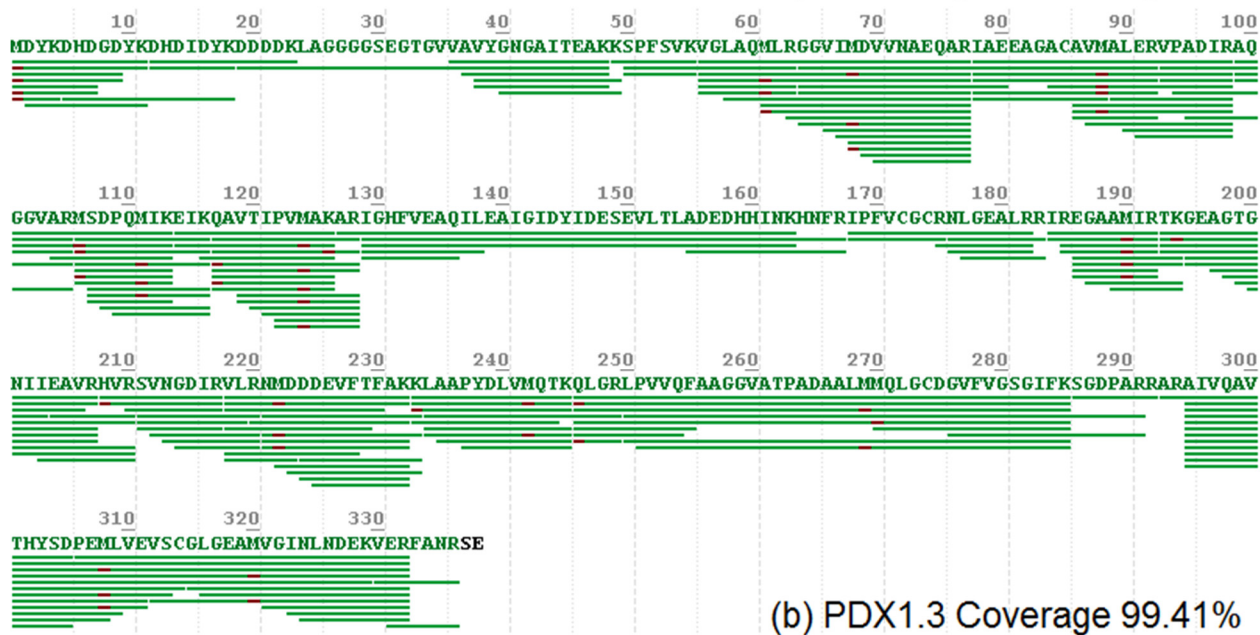 10 20 30 40 50 60 70 80 90 100
MDYKDHDGDYKDHDIDYKDDDDKLAGGGGSEGTGVVAVYGNGAITEAKKSPFSVKVGLAQMLRGGVIMDVVNAEQARIAEEAGACAVMALERVPADIRAQ
110 120 130 140 150 160 170 180 190 200
GGVARMSDPQMIKEIKQAVTIPVMAKARIGHFVEAQILEAIGIDYIDESEVLTLADEDHHINKHNFRIPFVCGCRNLGEALRRIREGAAMIRTKGEAGTG
210 220 230 240 250 260 270 280 290 300
NIIEAVRHVRSVNGDIRVLRNMDDDEVFTFAKKLAAPYDLVMQTKQLGRLPVVQFAAGGVATPADAALMMQLGCDGVFVGSGIFKSGDPARRARAIVQAV
310 320 330
THYSDPEMLVEVSCGLGEAMVGINLNDEKVERFANRSE
(b) PDX1.3 Coverage 99.41%